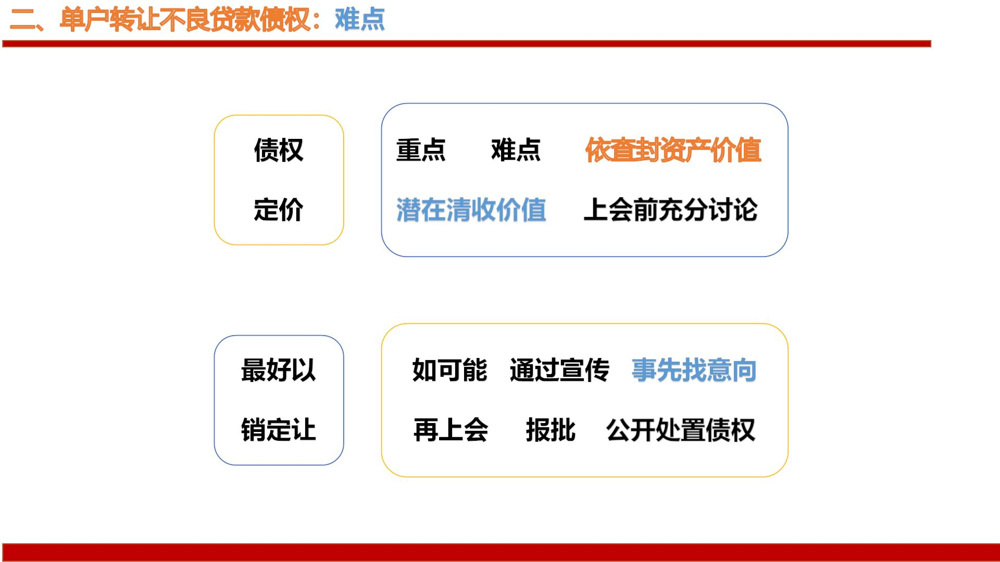 二、单户转让不良贷款债权：难点
债权
定价
重点 难点 依查封资产价值
潜在清收价值 上会前充分讨论
最好以
销定让
如可能 通过宣传 事先找意向
再上会 报批 公开处置债权